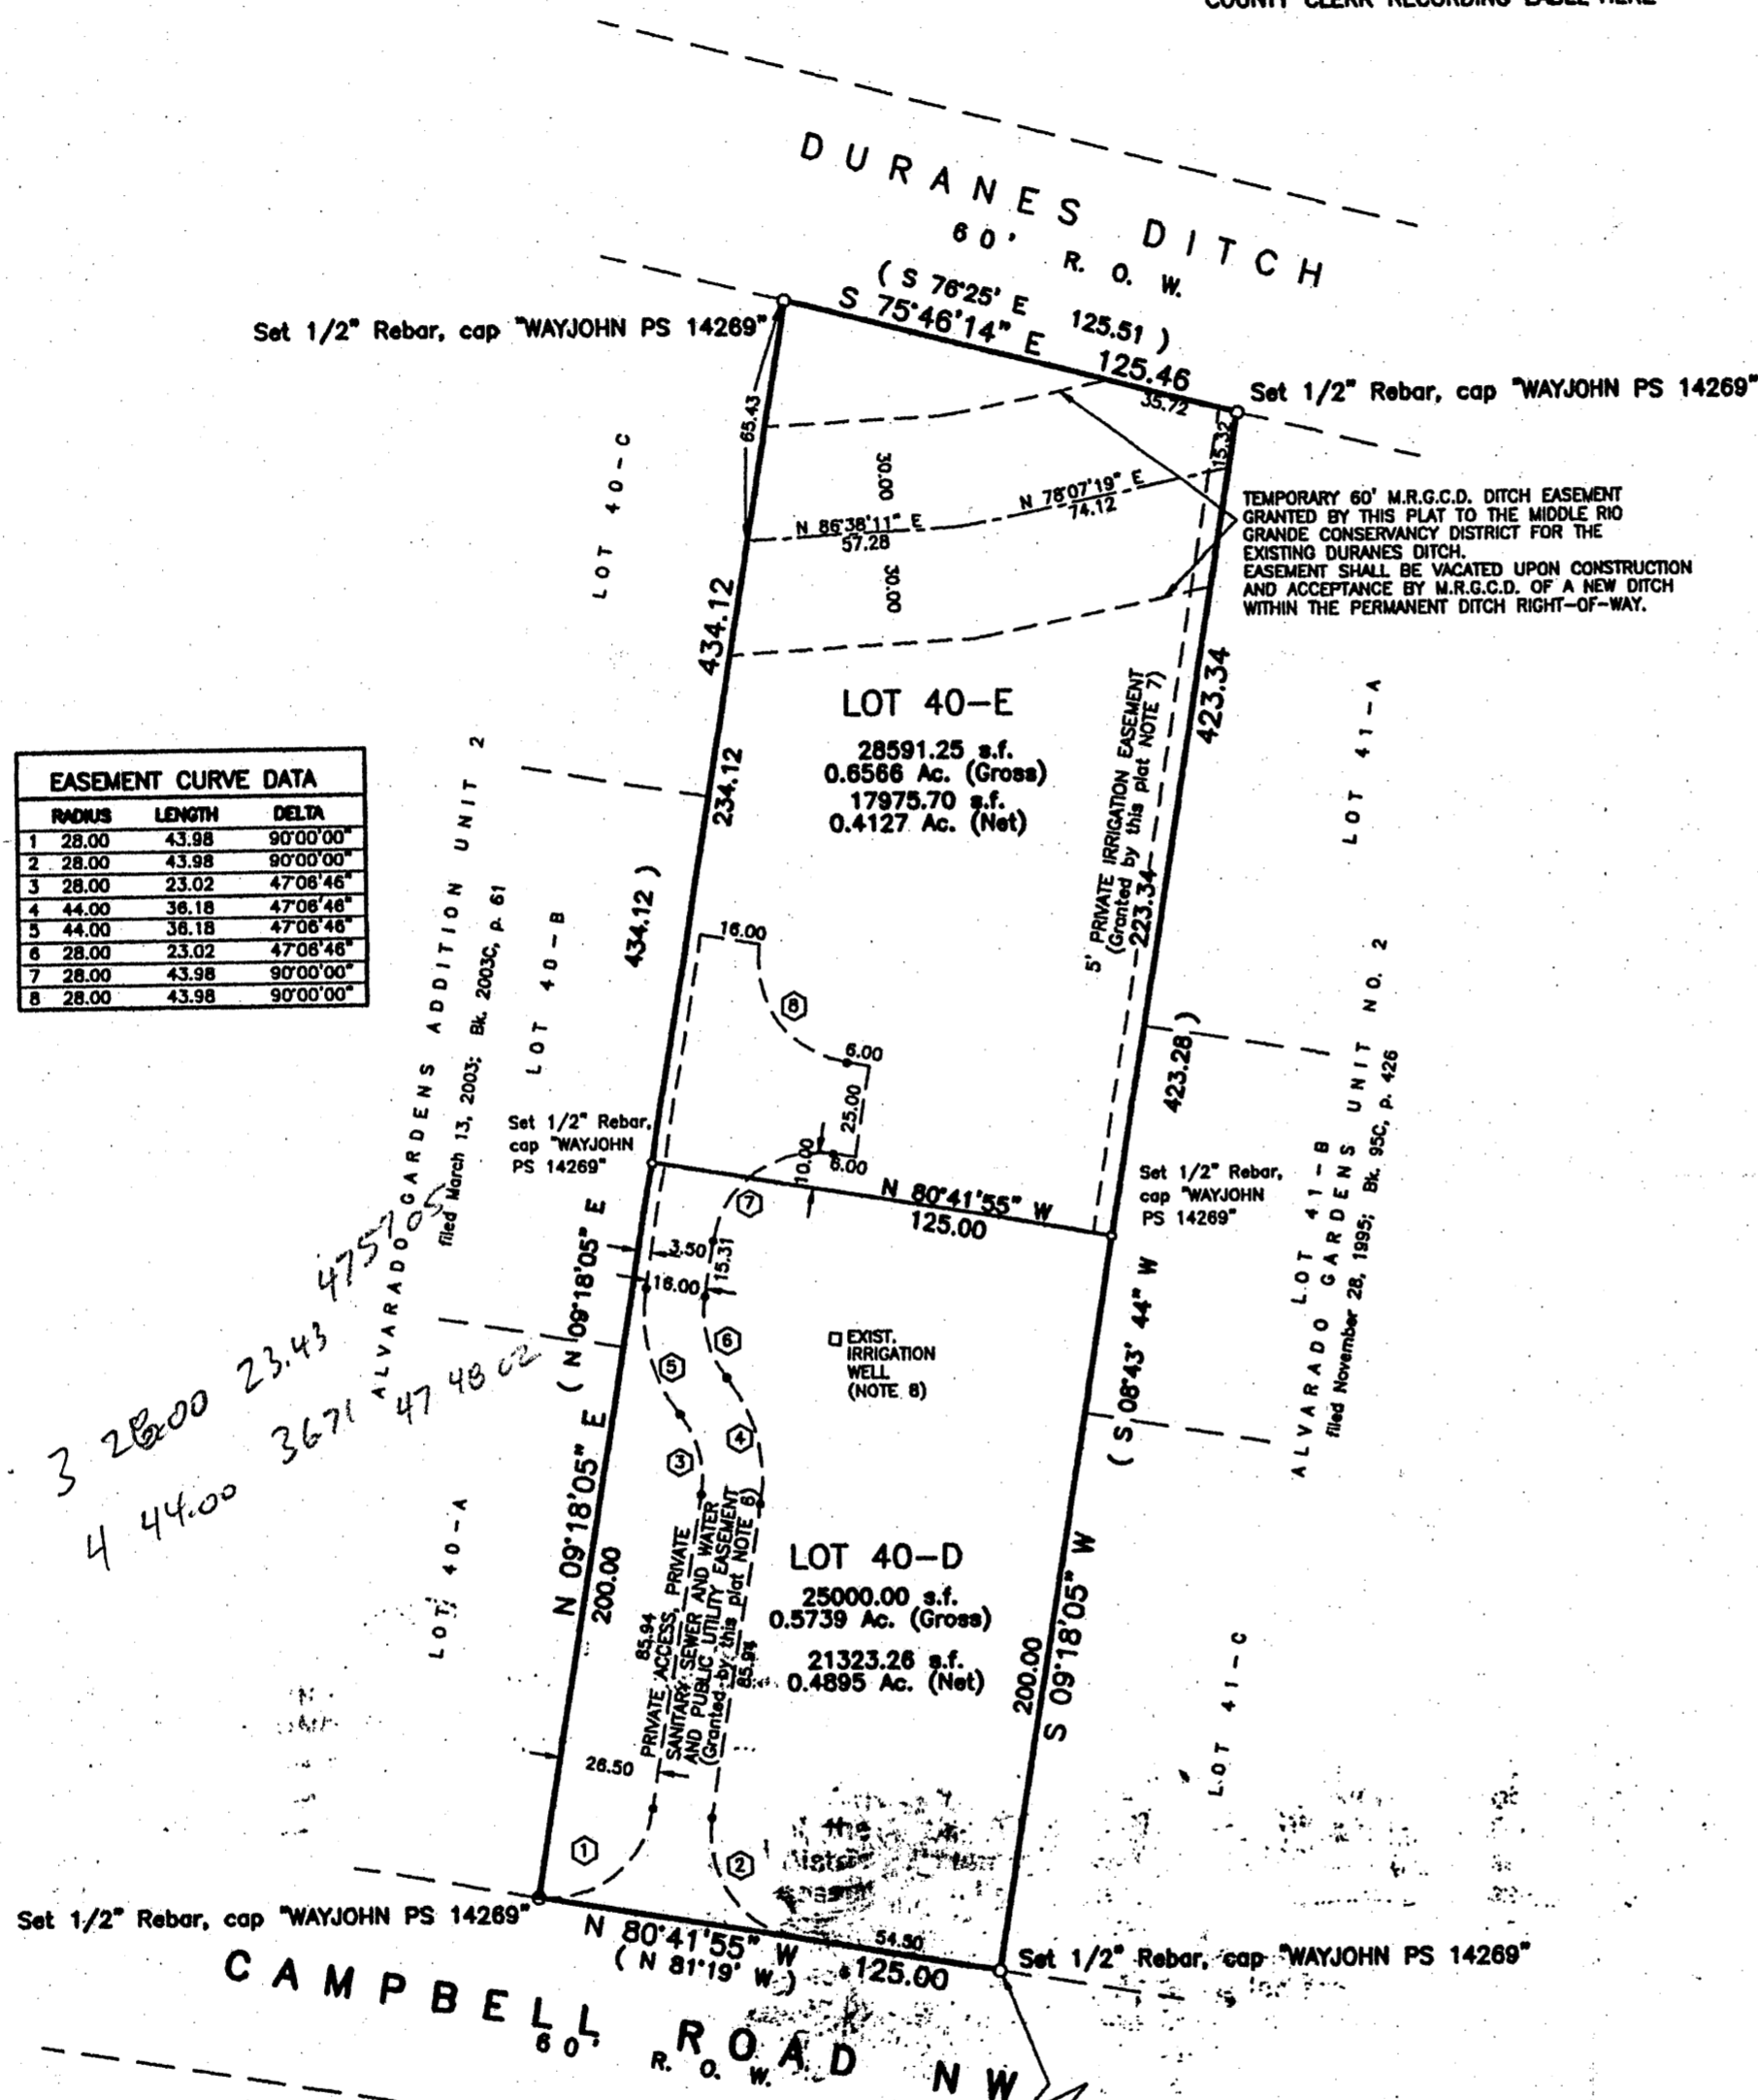 DURANES DITCH
60' R. O. W.
( S 76°25' E 125.51 )
S 75°46'14" E 125.46
Set 1/2" Rebar, cap "WAYJOHN PS 14269"
Set 1/2" Rebar, cap "WAYJOHN PS 14269"
35.72
15.32
65.43
LOT 40-C
30.00
N 86°38'11" E
57.28
N 78°07'19" E
74.12
30.00
TEMPORARY 60' M.R.G.C.D. DITCH EASEMENT
GRANTED BY THIS PLAT TO THE MIDDLE RIO
GRANDE CONSERVANCY DISTRICT FOR THE
EXISTING DURANES DITCH.
EASEMENT SHALL BE VACATED UPON CONSTRUCTION
AND ACCEPTANCE BY M.R.G.C.D. OF A NEW DITCH
WITHIN THE PERMANENT DITCH RIGHT-OF-WAY.
434.12
423.34
LOT 40-E
28591.25 s.f.
0.6566 Ac. (Gross)
17975.70 s.f.
0.4127 Ac. (Net)
234.12
5' PRIVATE IRRIGATION EASEMENT
(Granted by this plat NOTE 7)
223.34
LOT 41-A
EASEMENT CURVE DATA
RADIUS LENGTH DELTA
1 28.00 43.98 90°00'00"
2 28.00 43.98 90°00'00"
3 28.00 23.02 47°06'46"
4 44.00 36.18 47°06'46"
5 44.00 36.18 47°06'46"
6 28.00 23.02 47°06'46"
7 28.00 43.98 90°00'00"
8 28.00 43.98 90°00'00"
ALVARADO GARDENS ADDITION UNIT 2
filed March 13, 2003; Bk. 2003C, p. 61
LOT 40-B
( N 09°18'05" E 434.12 )
16.00
8
6.00
25.00
10.00
6.00
( S 08°43' 44" W 423.28 )
LOT 41-B
ALVARADO GARDENS UNIT NO. 2
filed November 28, 1995; Bk. 95C, p. 426
Set 1/2" Rebar,
cap "WAYJOHN
PS 14269"
Set 1/2" Rebar,
cap "WAYJOHN
PS 14269"
N 80°41'55" W
125.00
7
3.50
15.31
16.00
6
5
4
3
EXIST.
IRRIGATION
WELL
(NOTE 8)
3 28.00 23.43 475705
4 44.00 3671 47 48 02
N 09°18'05" E
200.00
LOT 40-A
85.94
PRIVATE ACCESS, PRIVATE
SANITARY SEWER AND WATER
AND PUBLIC UTILITY EASEMENT
(Granted by this plat NOTE 6)
85.94
LOT 40-D
25000.00 s.f.
0.5739 Ac. (Gross)
21323.26 s.f.
0.4895 Ac. (Net)
200.00
S 09°18'05" W
LOT 41-C
26.50
1
2
Set 1/2" Rebar, cap "WAYJOHN PS 14269"
N 80°41'55" W 125.00
( N 81°19' W )
54.50
Set 1/2" Rebar, cap "WAYJOHN PS 14269"
CAMPBELL ROAD NW
60' R. O. W.